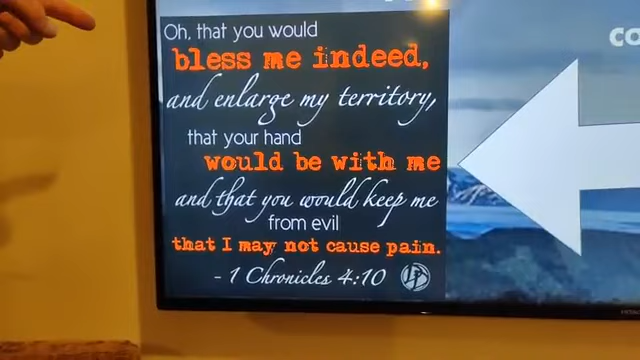 Oh, that you would
bless me indeed,
and enlarge my territory,
that your hand
would be with me
and that you would keep me
from evil
that I may not cause pain.
- 1 Chronicles 4:10
co